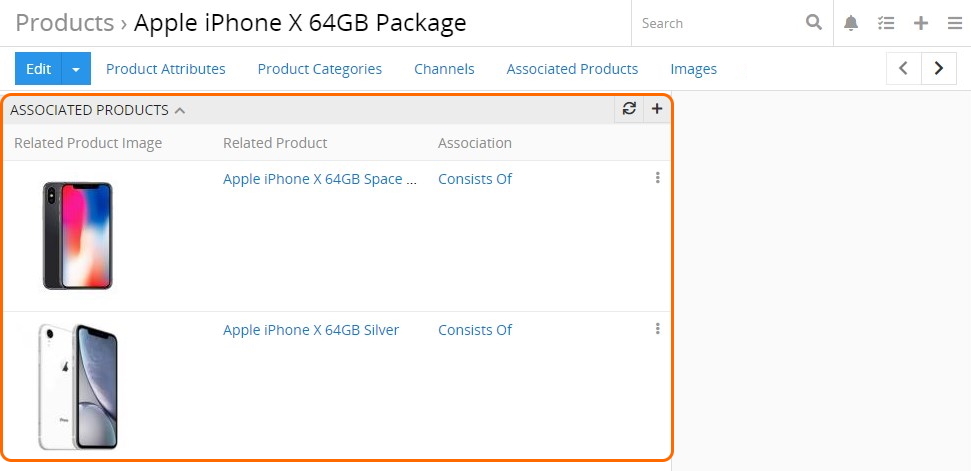 Products › Apple iPhone X 64GB Package
Search
Edit
Product Attributes
Product Categories
Channels
Associated Products
Images
ASSOCIATED PRODUCTS
Related Product Image
Related Product
Association
Apple iPhone X 64GB Space ...
Consists Of
Apple iPhone X 64GB Silver
Consists Of